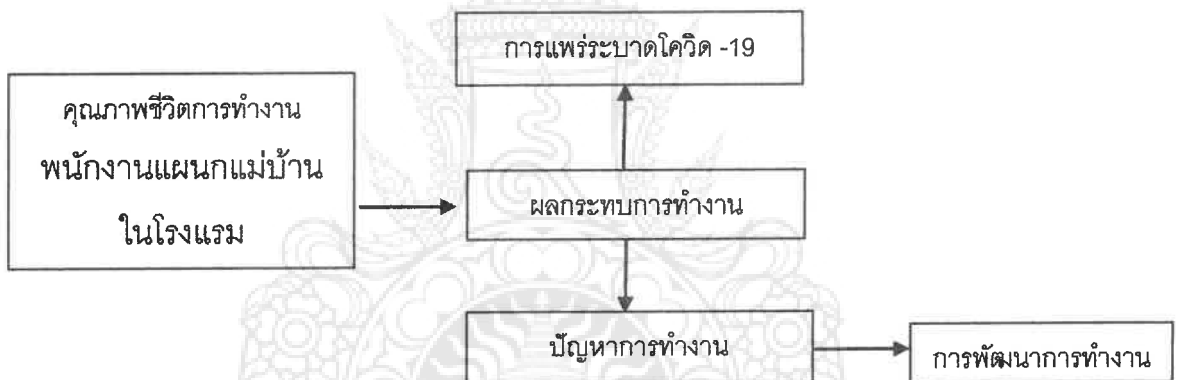 การแพร่ระบาดโควิด -19
คุณภาพชีวิตการทำงาน
พนักงานแผนกแม่บ้าน
ในโรงแรม
ผลกระทบการทำงาน
ปัญหาการทำงาน
การพัฒนาการทำงาน